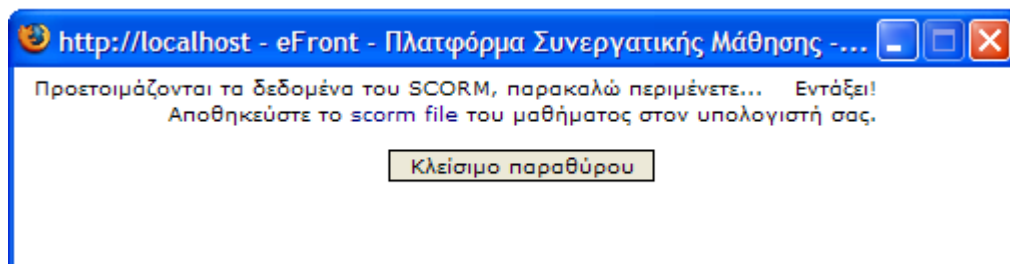 http://localhost - eFront - Πλατφόρμα Συνεργατικής Μάθησης -...
Προετοιμάζονται τα δεδομένα του SCORM, παρακαλώ περιμένετε... Εντάξει!
Αποθηκεύστε το scorm file του μαθήματος στον υπολογιστή σας.
Κλείσιμο παραθύρου